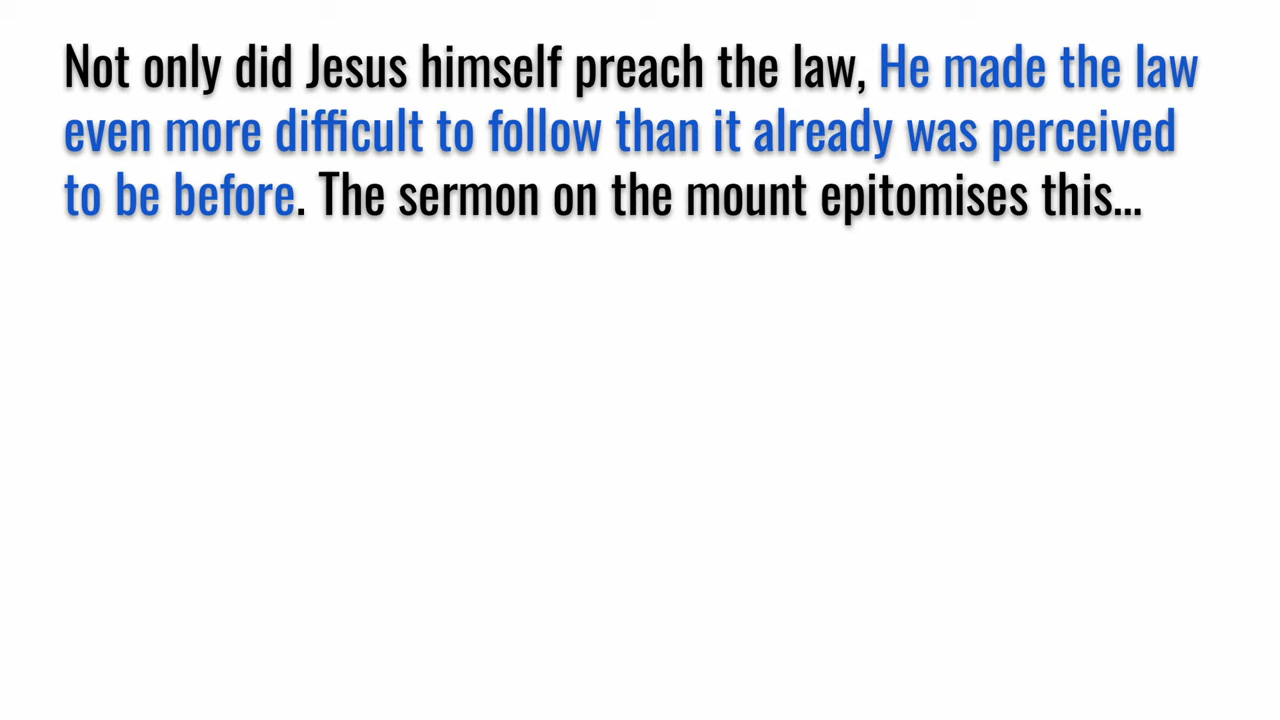 Not only did Jesus himself preach the law, He made the law
even more difficult to follow than it already was perceived
to be before. The sermon on the mount epitomises this...